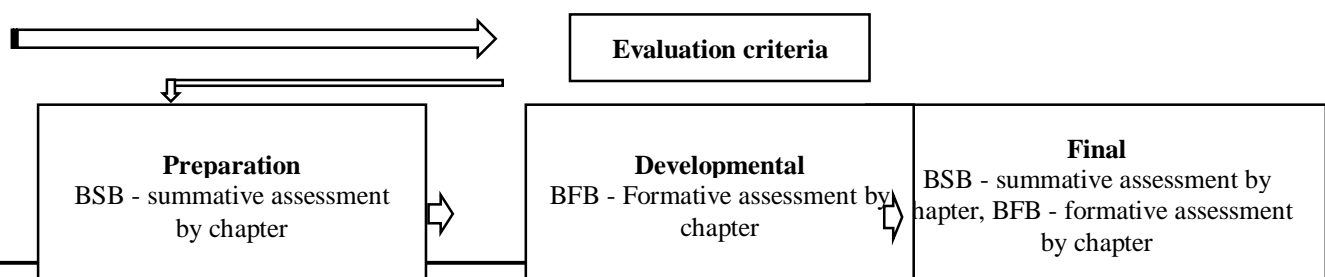 Evaluation criteria
Preparation
BSB - summative assessment
by chapter
Developmental
BFB - Formative assessment by
chapter
Final
BSB - summative assessment by
hapter, BFB - formative assessment
by chapter